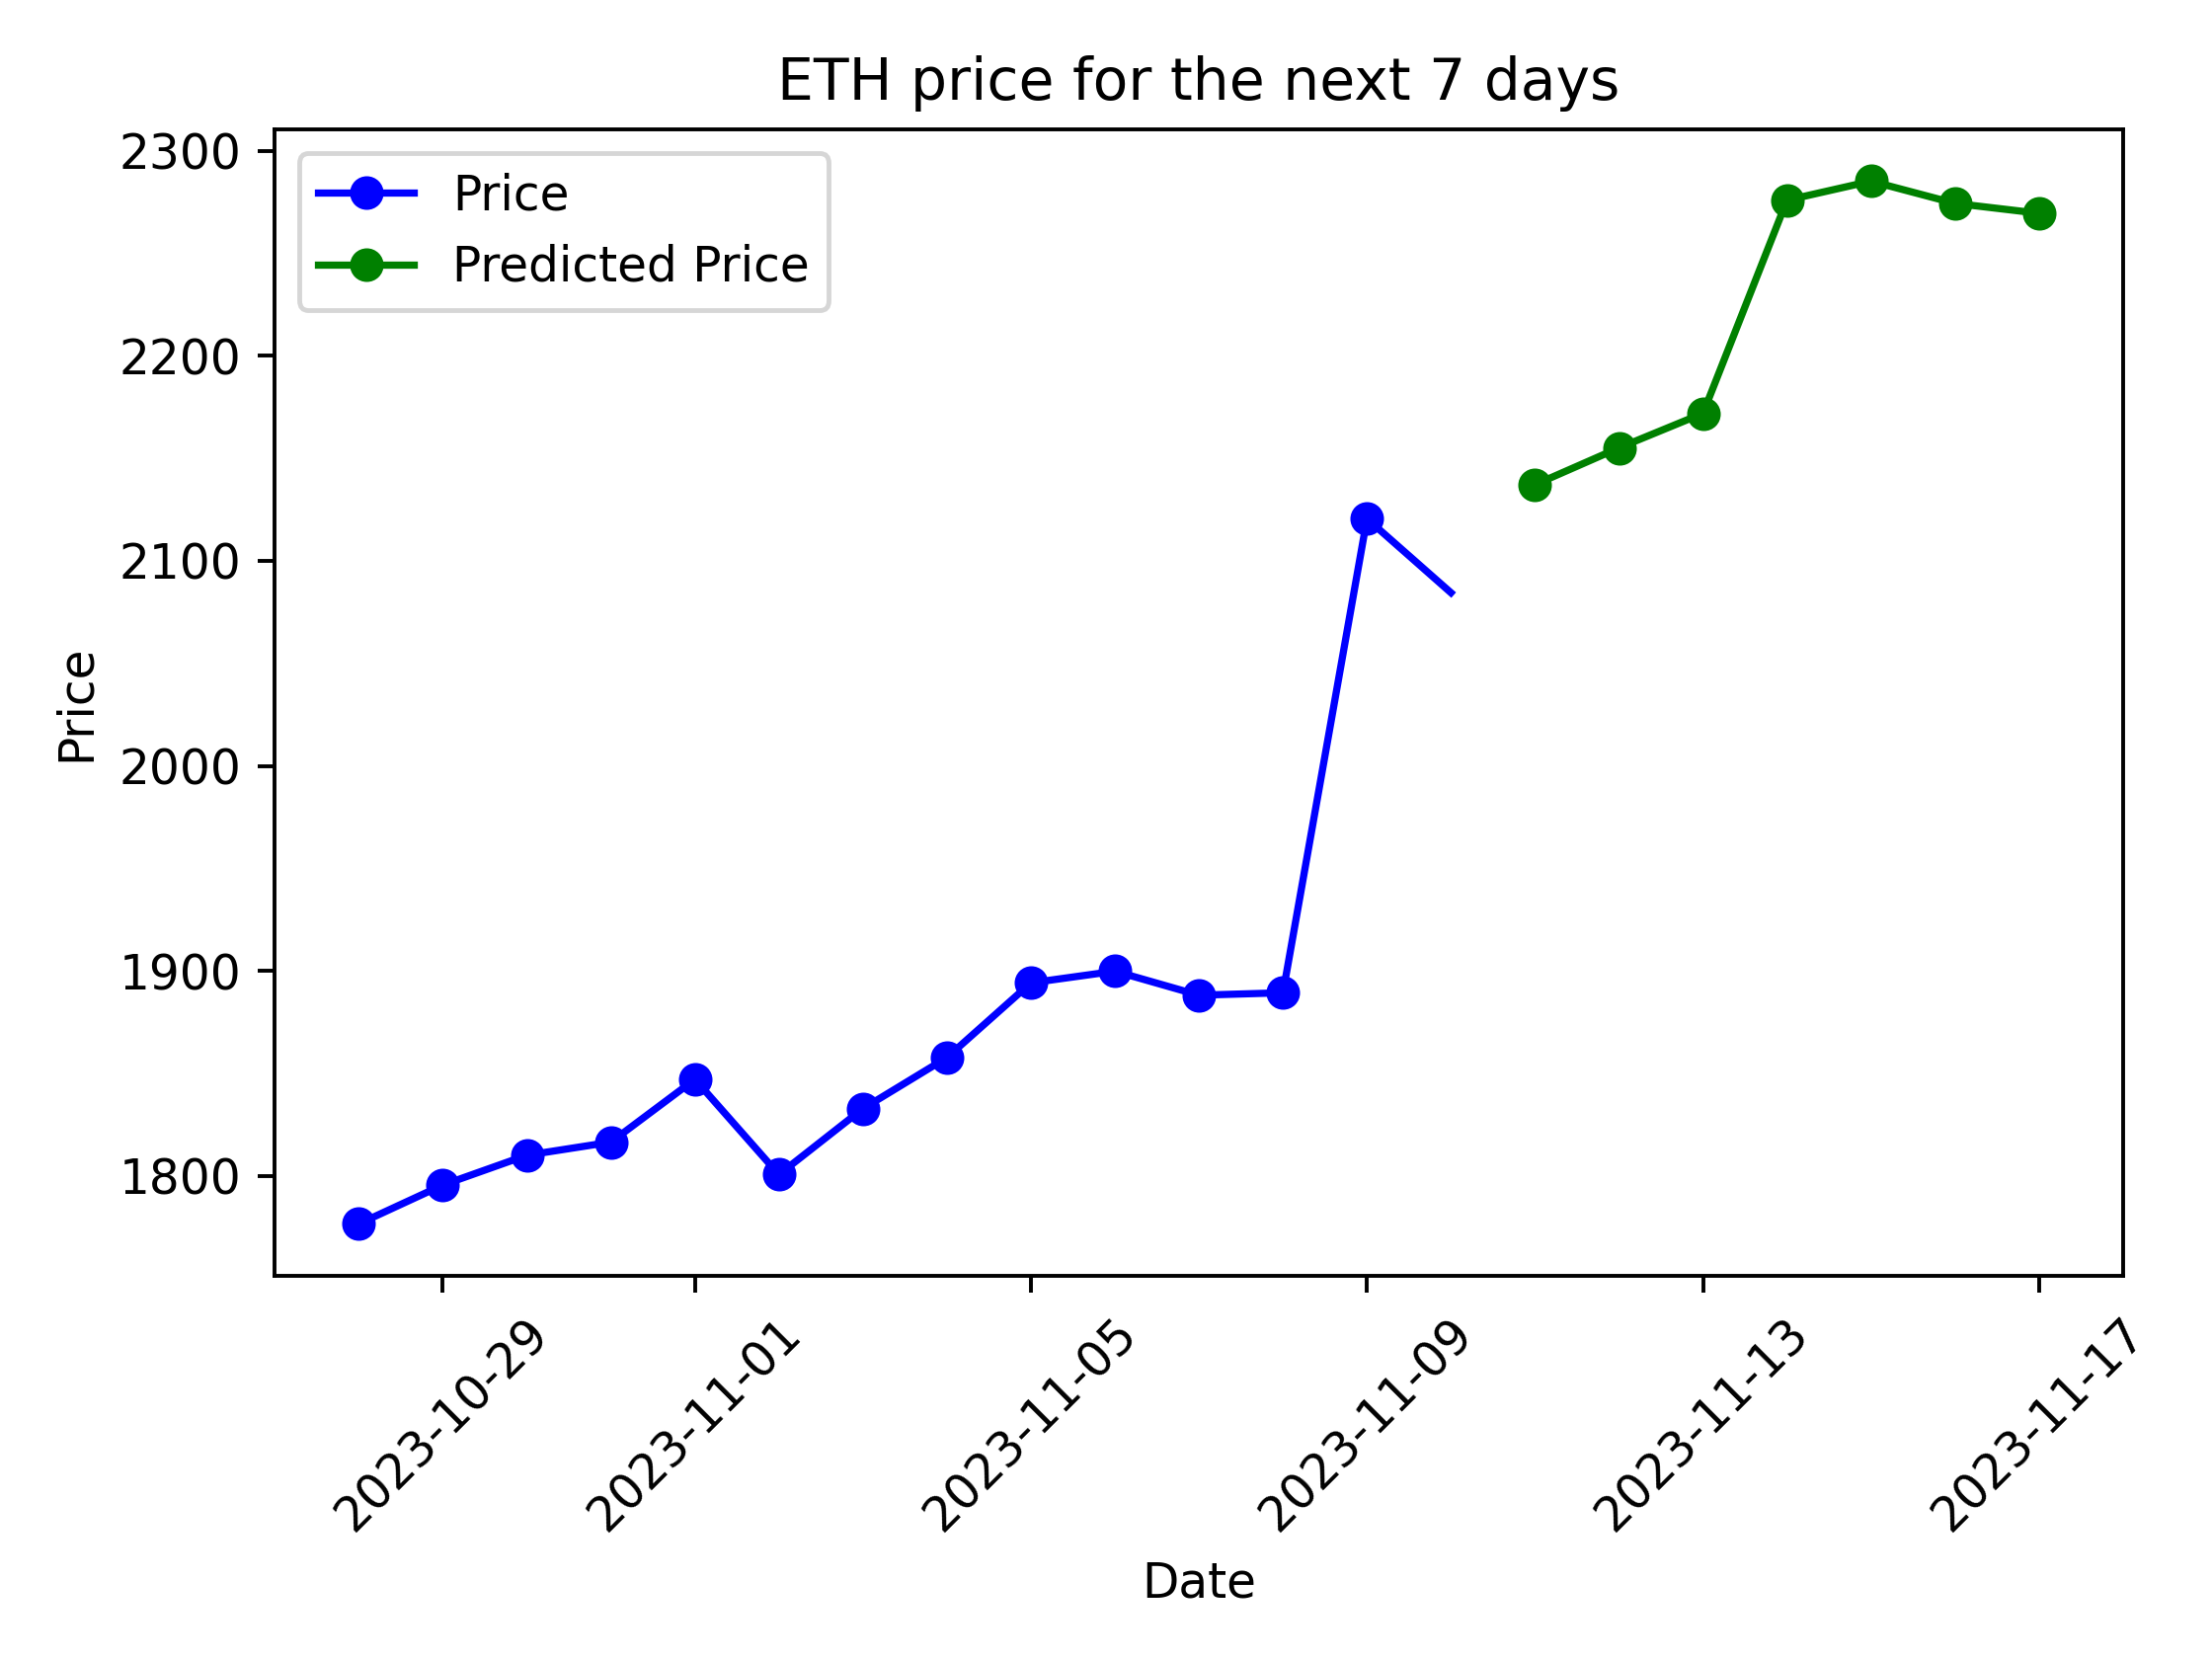 ETH price for the next 7 days
2300
2200
2100
2000
1900
1800
Price
Price
Predicted Price
2023-10-29
2023-11-01
2023-11-05
2023-11-09
2023-11-13
2023-11-17
Date